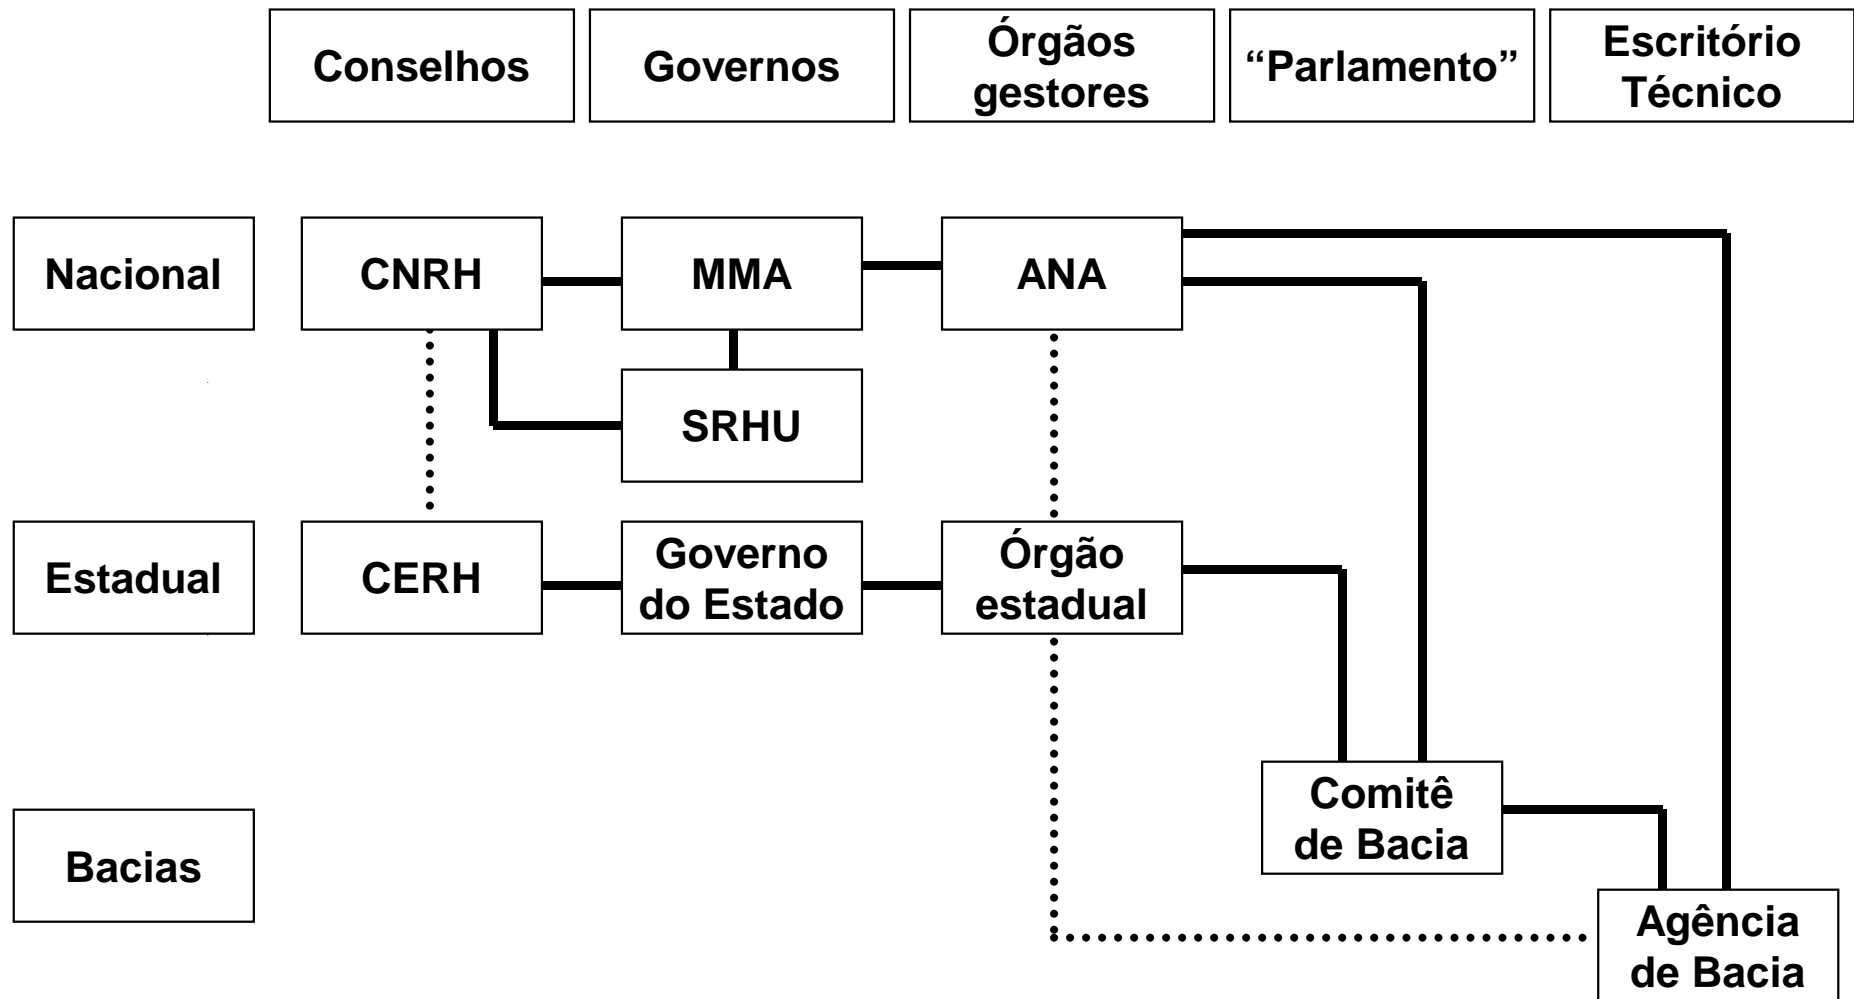 Conselhos
Governos
Órgãos
gestores
“Parlamento”
Escritório
Técnico
Nacional
CNRH
MMA
ANA
SRHU
Estadual
CERH
Governo
do Estado
Órgão
estadual
Bacias
Comitê
de Bacia
Agência
de Bacia